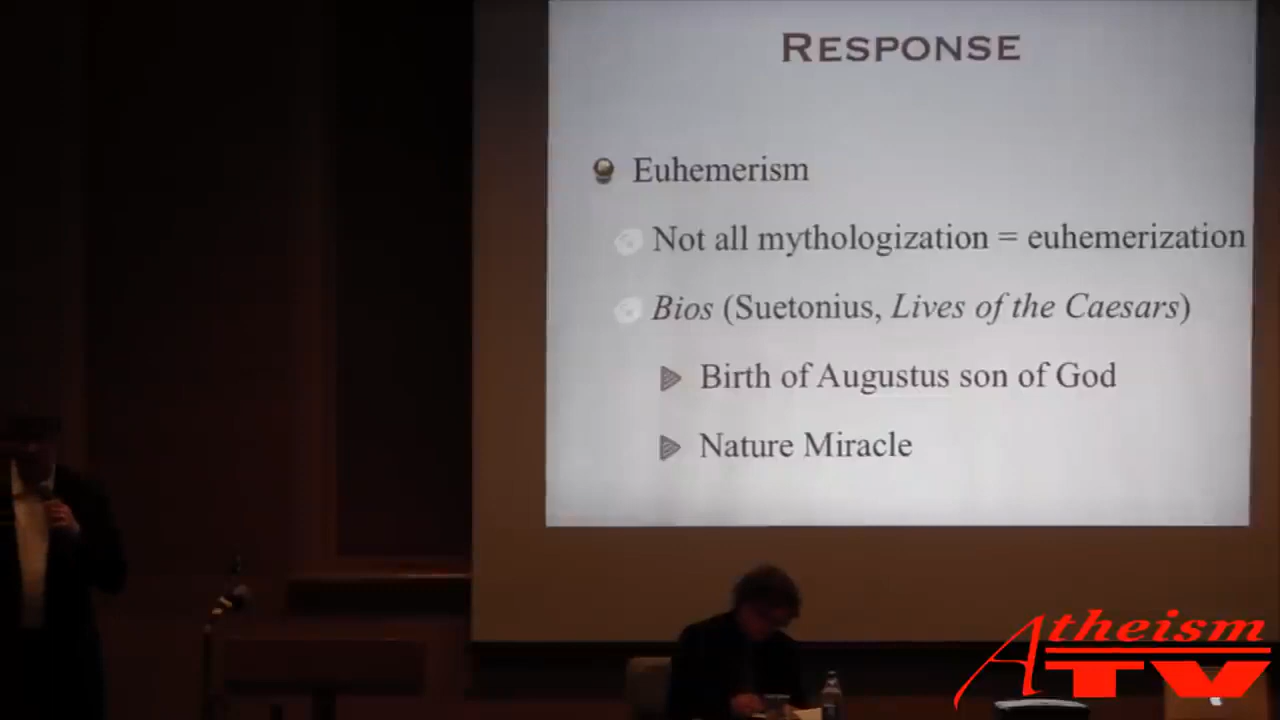 RESPONSE
Euhemerism
Not all mythologization = euhemerization
Bios (Suetonius, Lives of the Caesars)
Birth of Augustus son of God
Nature Miracle
Atheism
TV